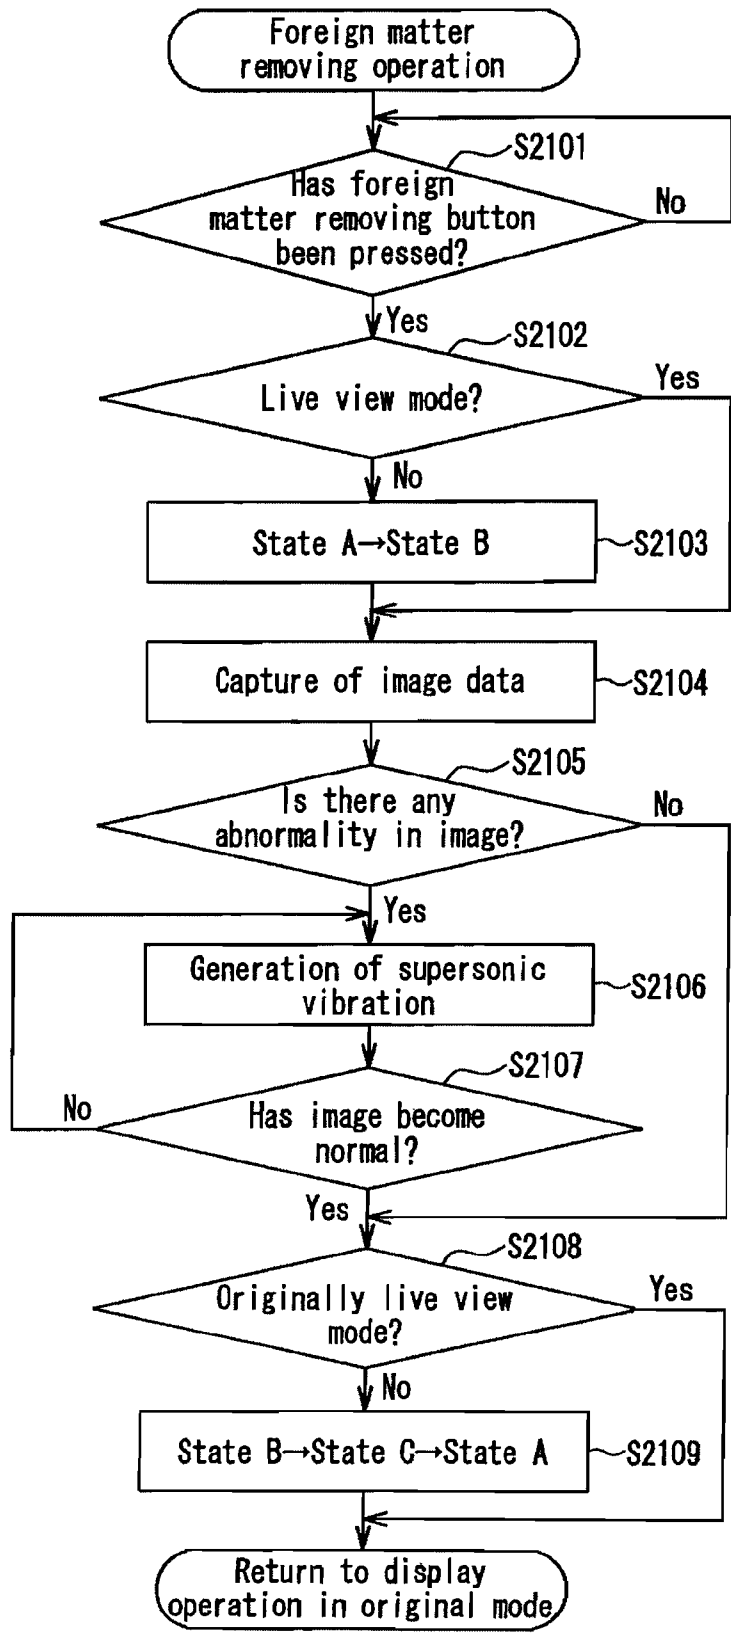 Foreign matter
removing operation
S2101
Has foreign
matter removing button
been pressed?
No
Yes
S2102
Live view mode?
Yes
No
State A→State B
S2103
Capture of image data
S2104
S2105
Is there any
abnormality in image?
No
Yes
Generation of supersonic
vibration
S2106
S2107
Has image become
normal?
No
Yes
S2108
Originally live view
mode?
Yes
No
State B→State C→State A
S2109
Return to display
operation in original mode